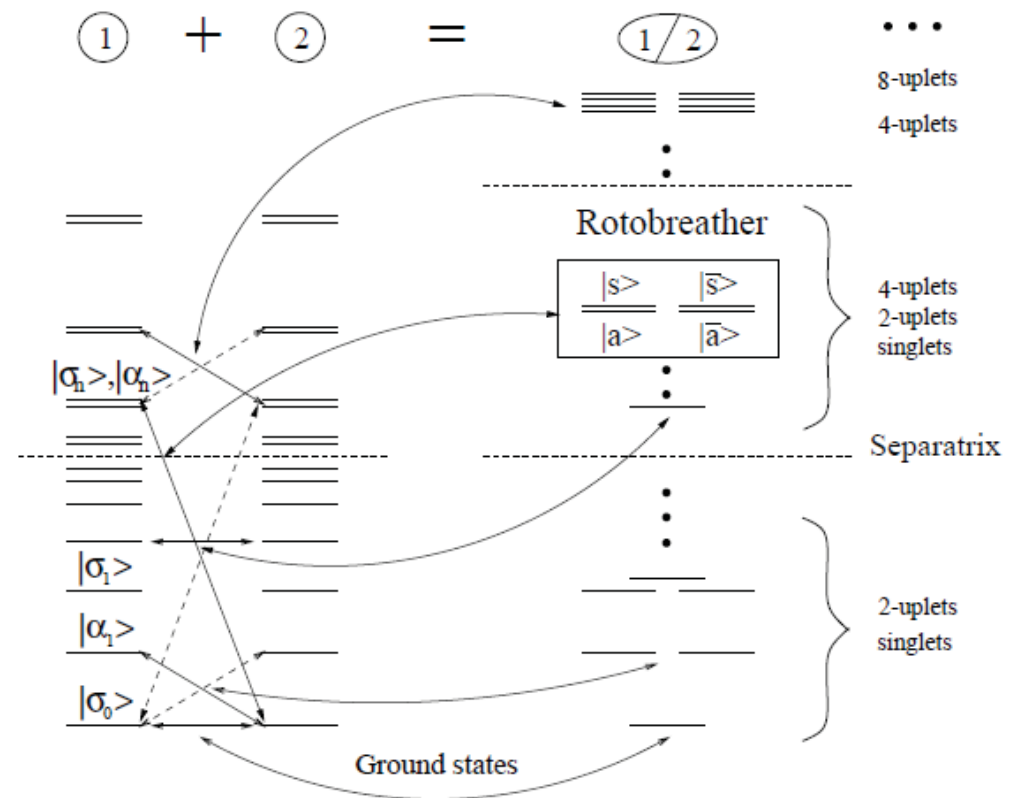 1 + 2 = 1/2 • • •
8-uplets
4-uplets
Rotobreather
|s> |s̅>
|a> |a̅>
4-uplets
2-uplets
singlets
|σₙ>,|αₙ>
Separatrix
|σ₁>
|α₁>
2-uplets
singlets
|σ₀>
Ground states